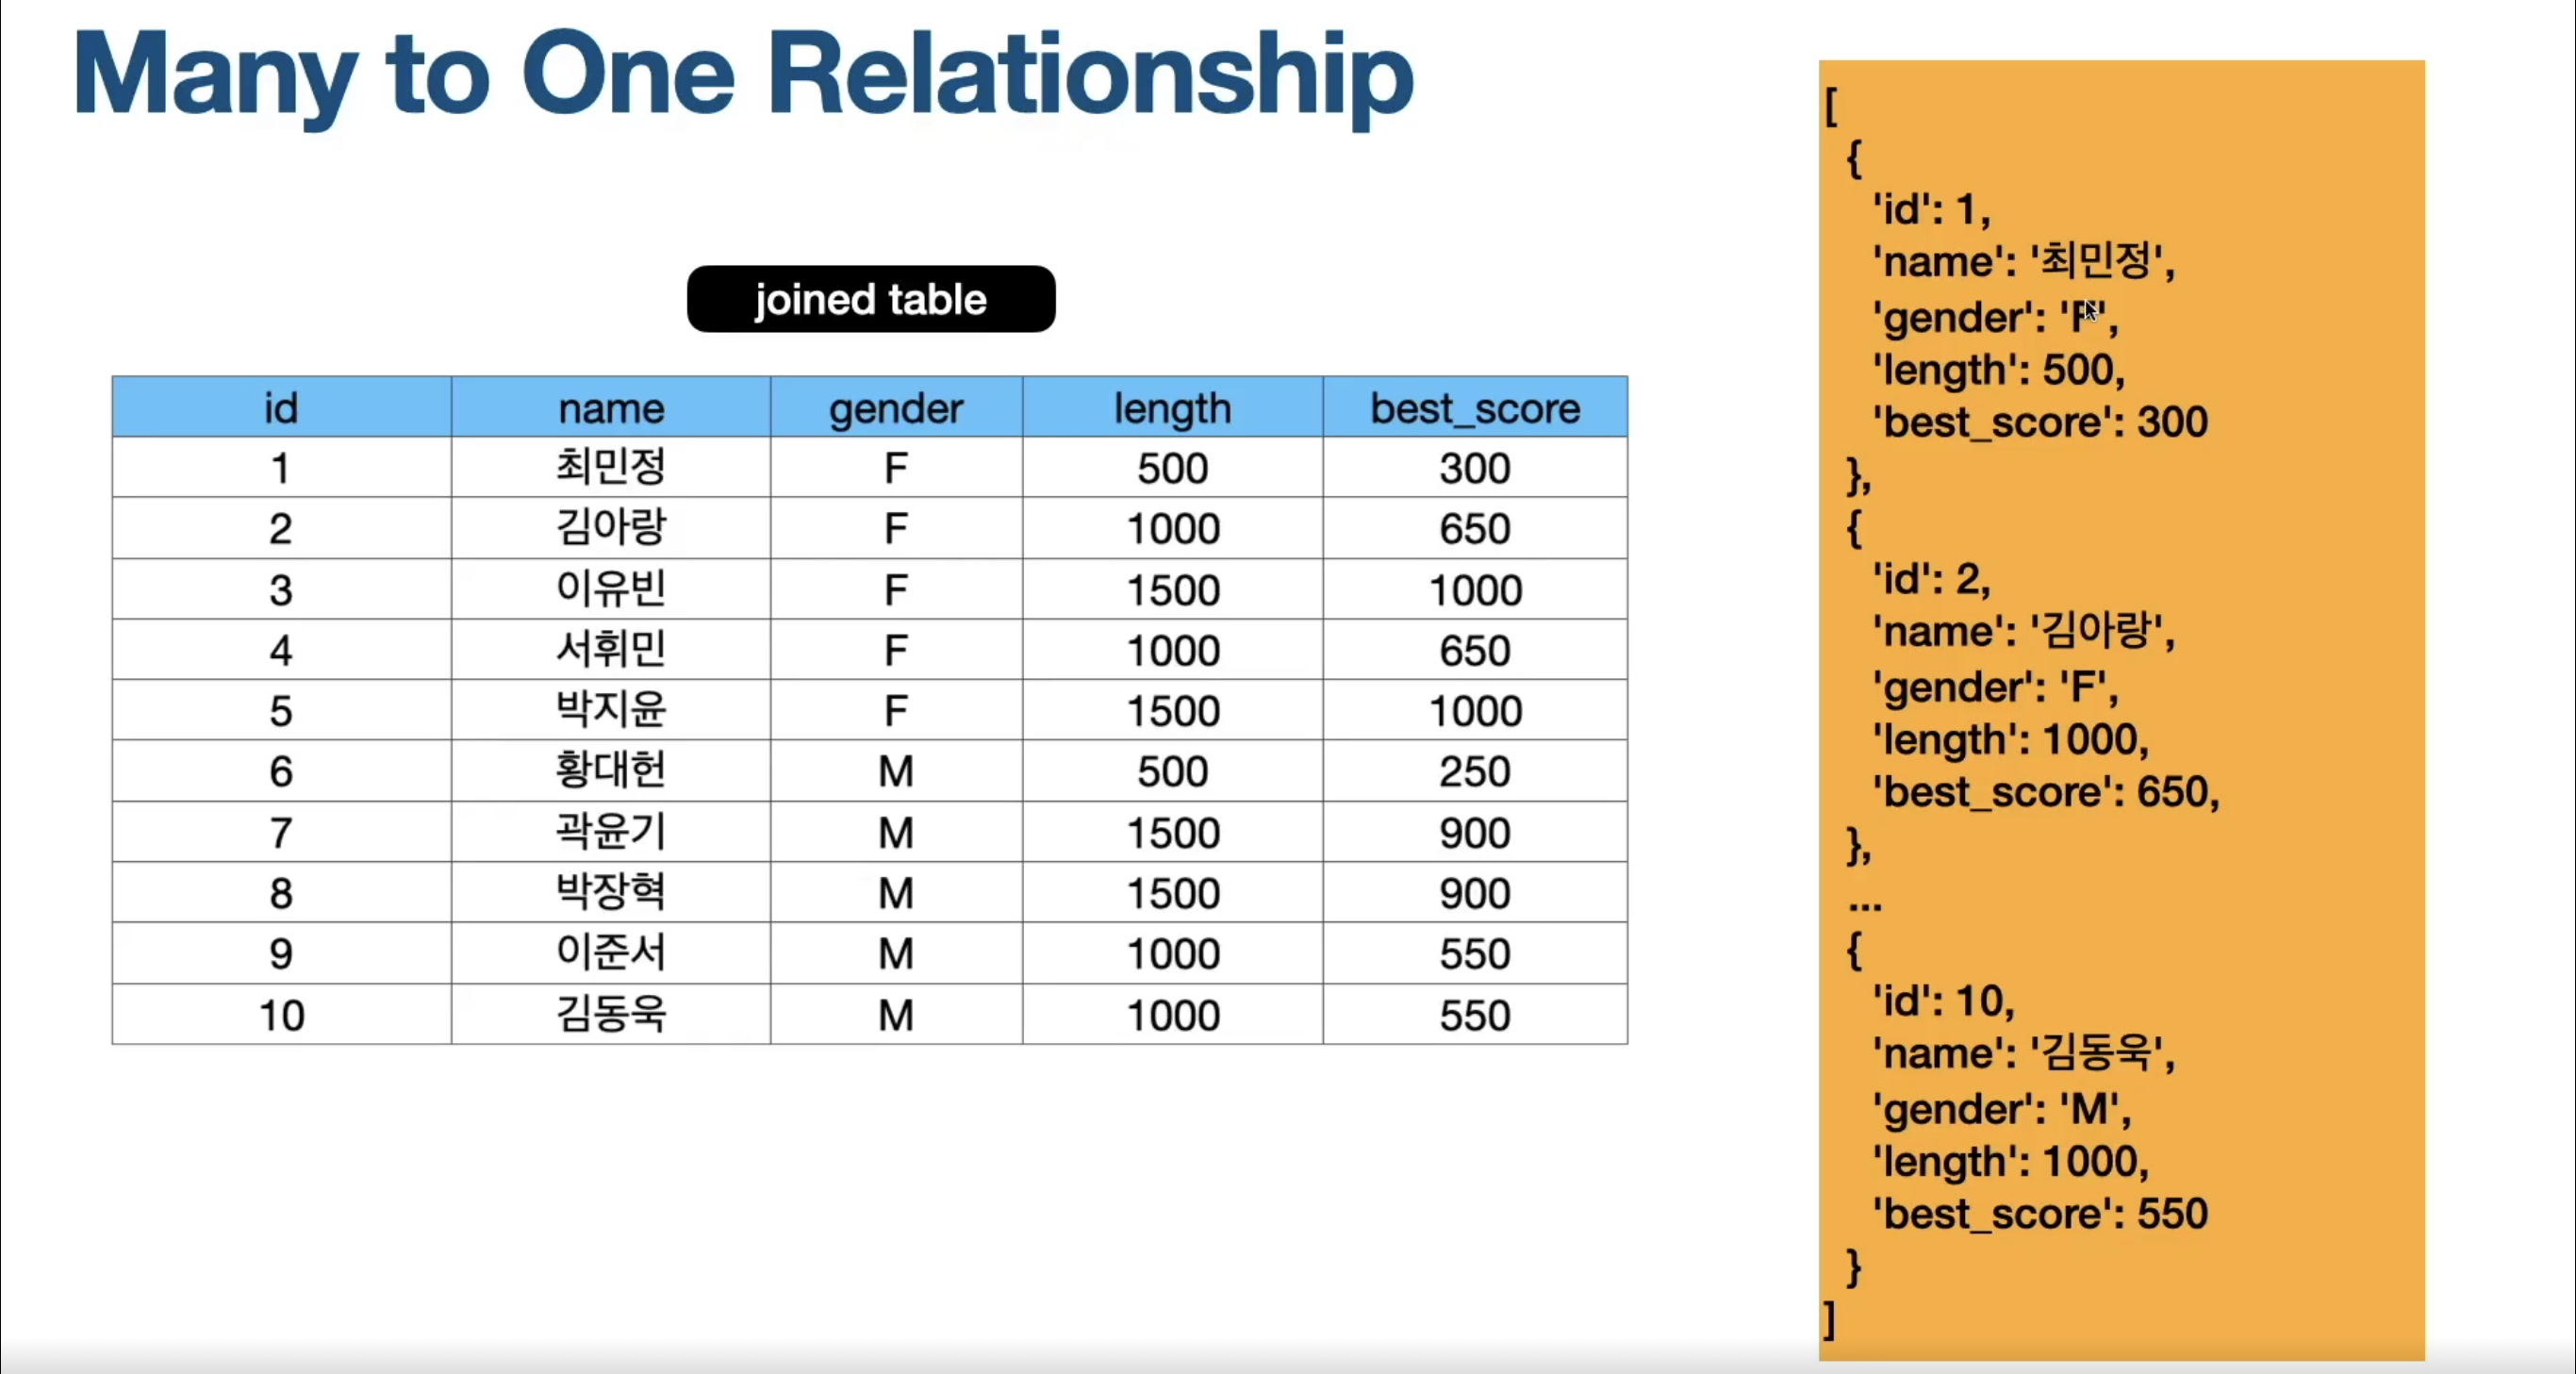 Many to One Relationship
joined table
id name gender length best_score
1 최민정 F 500 300
2 김아랑 F 1000 650
3 이유빈 F 1500 1000
4 서휘민 F 1000 650
5 박지윤 F 1500 1000
6 황대헌 M 500 250
7 곽윤기 M 1500 900
8 박장혁 M 1500 900
9 이준서 M 1000 550
10 김동욱 M 1000 550
[
{
'id': 1,
'name': '최민정',
'gender': 'F',
'length': 500,
'best_score': 300
},
{
'id': 2,
'name': '김아랑',
'gender': 'F',
'length': 1000,
'best_score': 650,
},
...
{
'id': 10,
'name': '김동욱',
'gender': 'M',
'length': 1000,
'best_score': 550
}
]